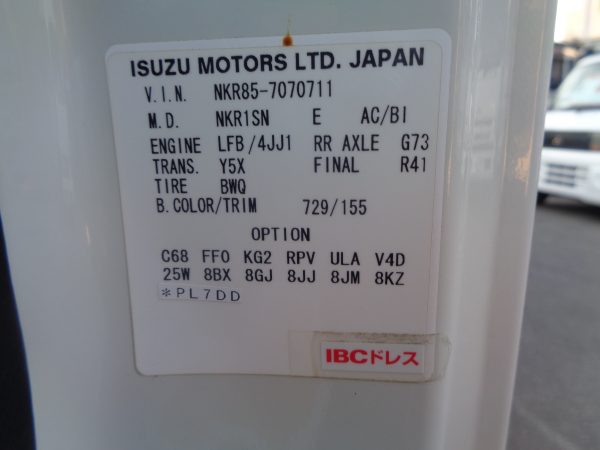 ISUZU MOTORS LTD. JAPAN
V.I.N. NKR85-7070711
M.D. NKR1SN E AC/BI
ENGINE LFB/4JJ1 RR AXLE G73
TRANS. Y5X FINAL R41
TIRE BWQ
B.COLOR/TRIM 729/155
OPTION
C68 FF0 KG2 RPV ULA V4D
25W 8BX 8GJ 8JJ 8JM 8KZ
*PL7DD
IBCドレス